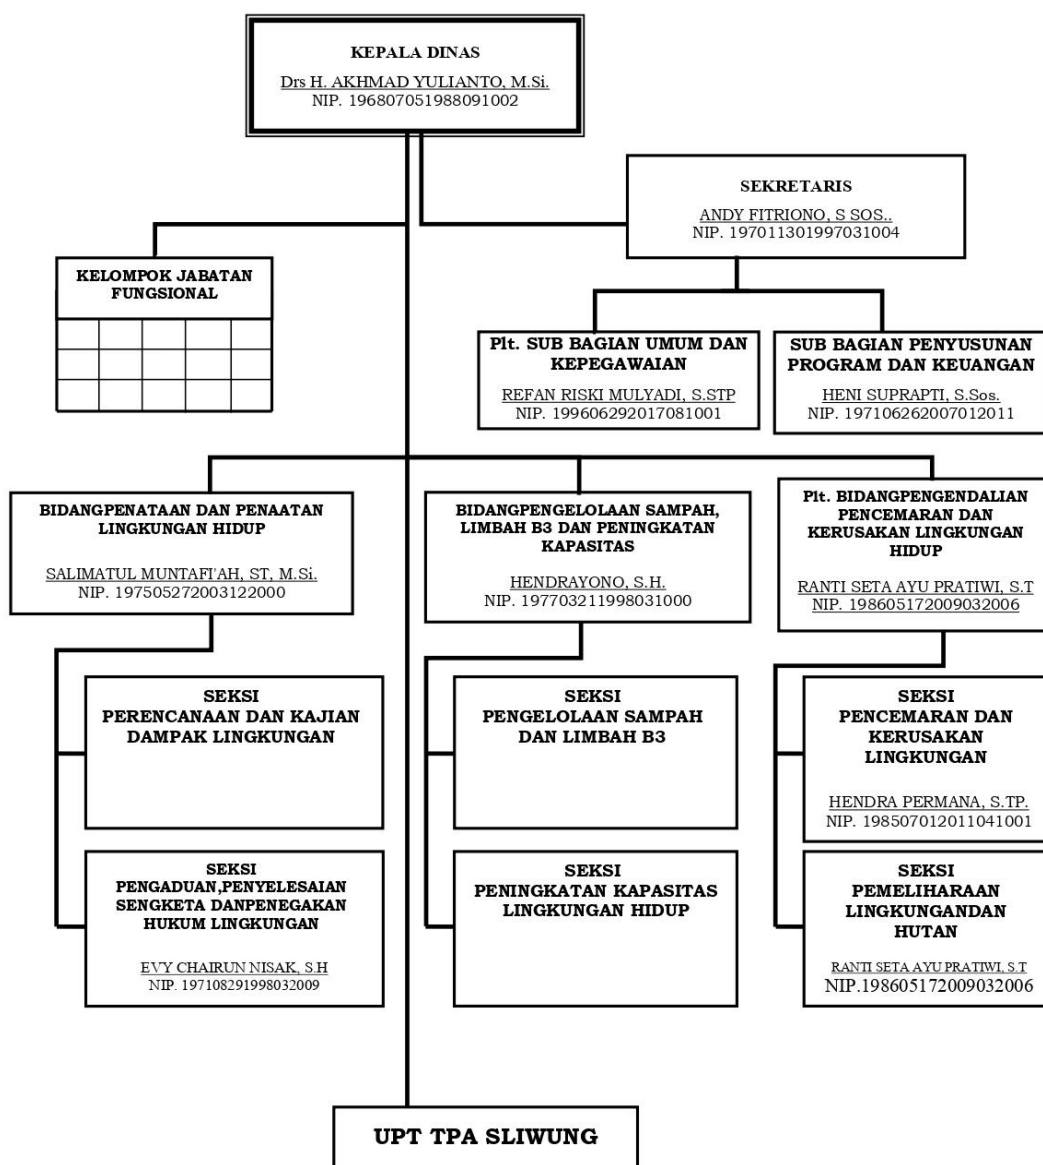 KEPALA DINAS
Drs H. AKHMAD YULIANTO, M.Si.
NIP. 196807051988091002
SEKRETARIS
ANDY FITRIONO, S SOS..
NIP. 197011301997031004
KELOMPOK JABATAN
FUNGSIONAL
Plt. SUB BAGIAN UMUM DAN
KEPEGAWAIAN
REFAN RISKI MULYADI, S.STP
NIP. 199606292017081001
SUB BAGIAN PENYUSUNAN
PROGRAM DAN KEUANGAN
HENI SUPRAPTI, S.Sos.
NIP. 197106262007012011
BIDANGPENATAAN DAN PENAATAN
LINGKUNGAN HIDUP
SALIMATUL MUNTAFI'AH, ST, M.Si.
NIP. 197505272003122000
BIDANGPENGELOLAAN SAMPAH,
LIMBAH B3 DAN PENINGKATAN
KAPASITAS
HENDRAYONO, S.H.
NIP. 197703211998031000
Plt. BIDANGPENGENDALIAN
PENCEMARAN DAN
KERUSAKAN LINGKUNGAN
HIDUP
RANTI SETA AYU PRATIWI, S.T
NIP. 198605172009032006
SEKSI
PERENCANAAN DAN KAJIAN
DAMPAK LINGKUNGAN
SEKSI
PENGELOLAAN SAMPAH
DAN LIMBAH B3
SEKSI
PENCEMARAN DAN
KERUSAKAN
LINGKUNGAN
HENDRA PERMANA, S.TP.
NIP. 198507012011041001
SEKSI
PENGADUAN,PENYELESAIAN
SENGKETA DANPENEGAKAN
HUKUM LINGKUNGAN
EVY CHAIRUN NISAK, S.H
NIP. 197108291998032009
SEKSI
PENINGKATAN KAPASITAS
LINGKUNGAN HIDUP
SEKSI
PEMELIHARAAN
LINGKUNGANDAN
HUTAN
RANTI SETA AYU PRATIWI, S.T
NIP.198605172009032006
UPT TPA SLIWUNG